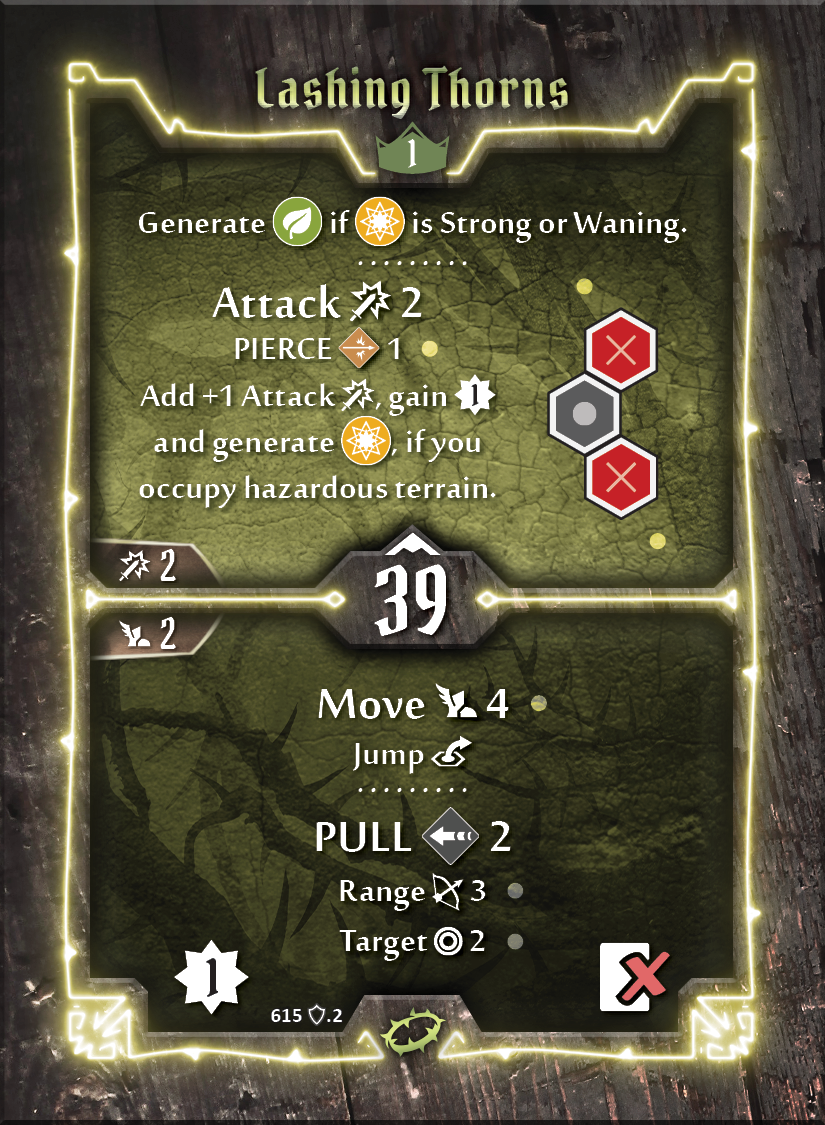 Lashing Thorns
1
Generate if is Strong or Waning.
Attack 2
PIERCE 1
Add +1 Attack , gain 1
and generate , if you
occupy hazardous terrain.
2
39
2
Move 4
Jump
PULL 2
Range 3
Target 2
1
615 .2